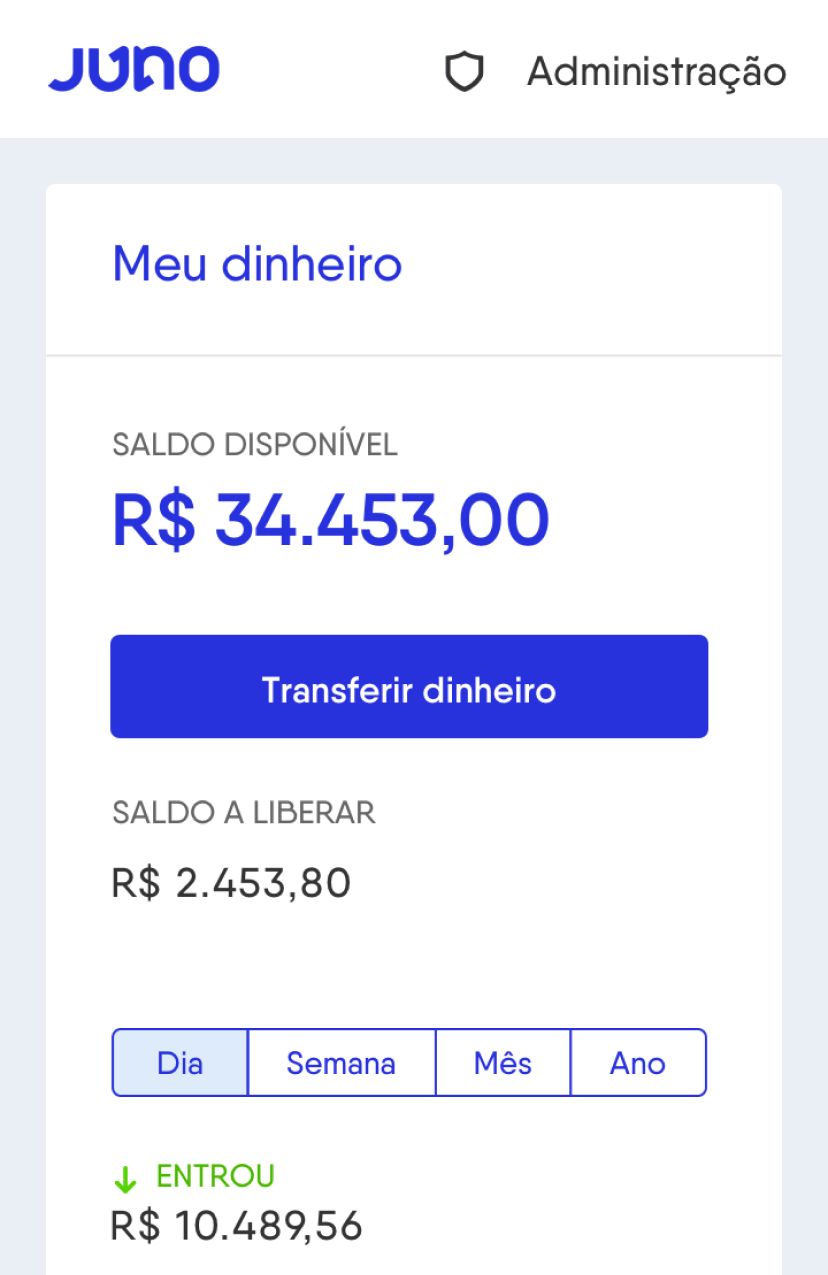 JUNO
Administração
Meu dinheiro
SALDO DISPONÍVEL
R$ 34.453,00
Transferir dinheiro
SALDO A LIBERAR
R$ 2.453,80
Dia Semana Mês Ano
ENTROU
R$ 10.489,56